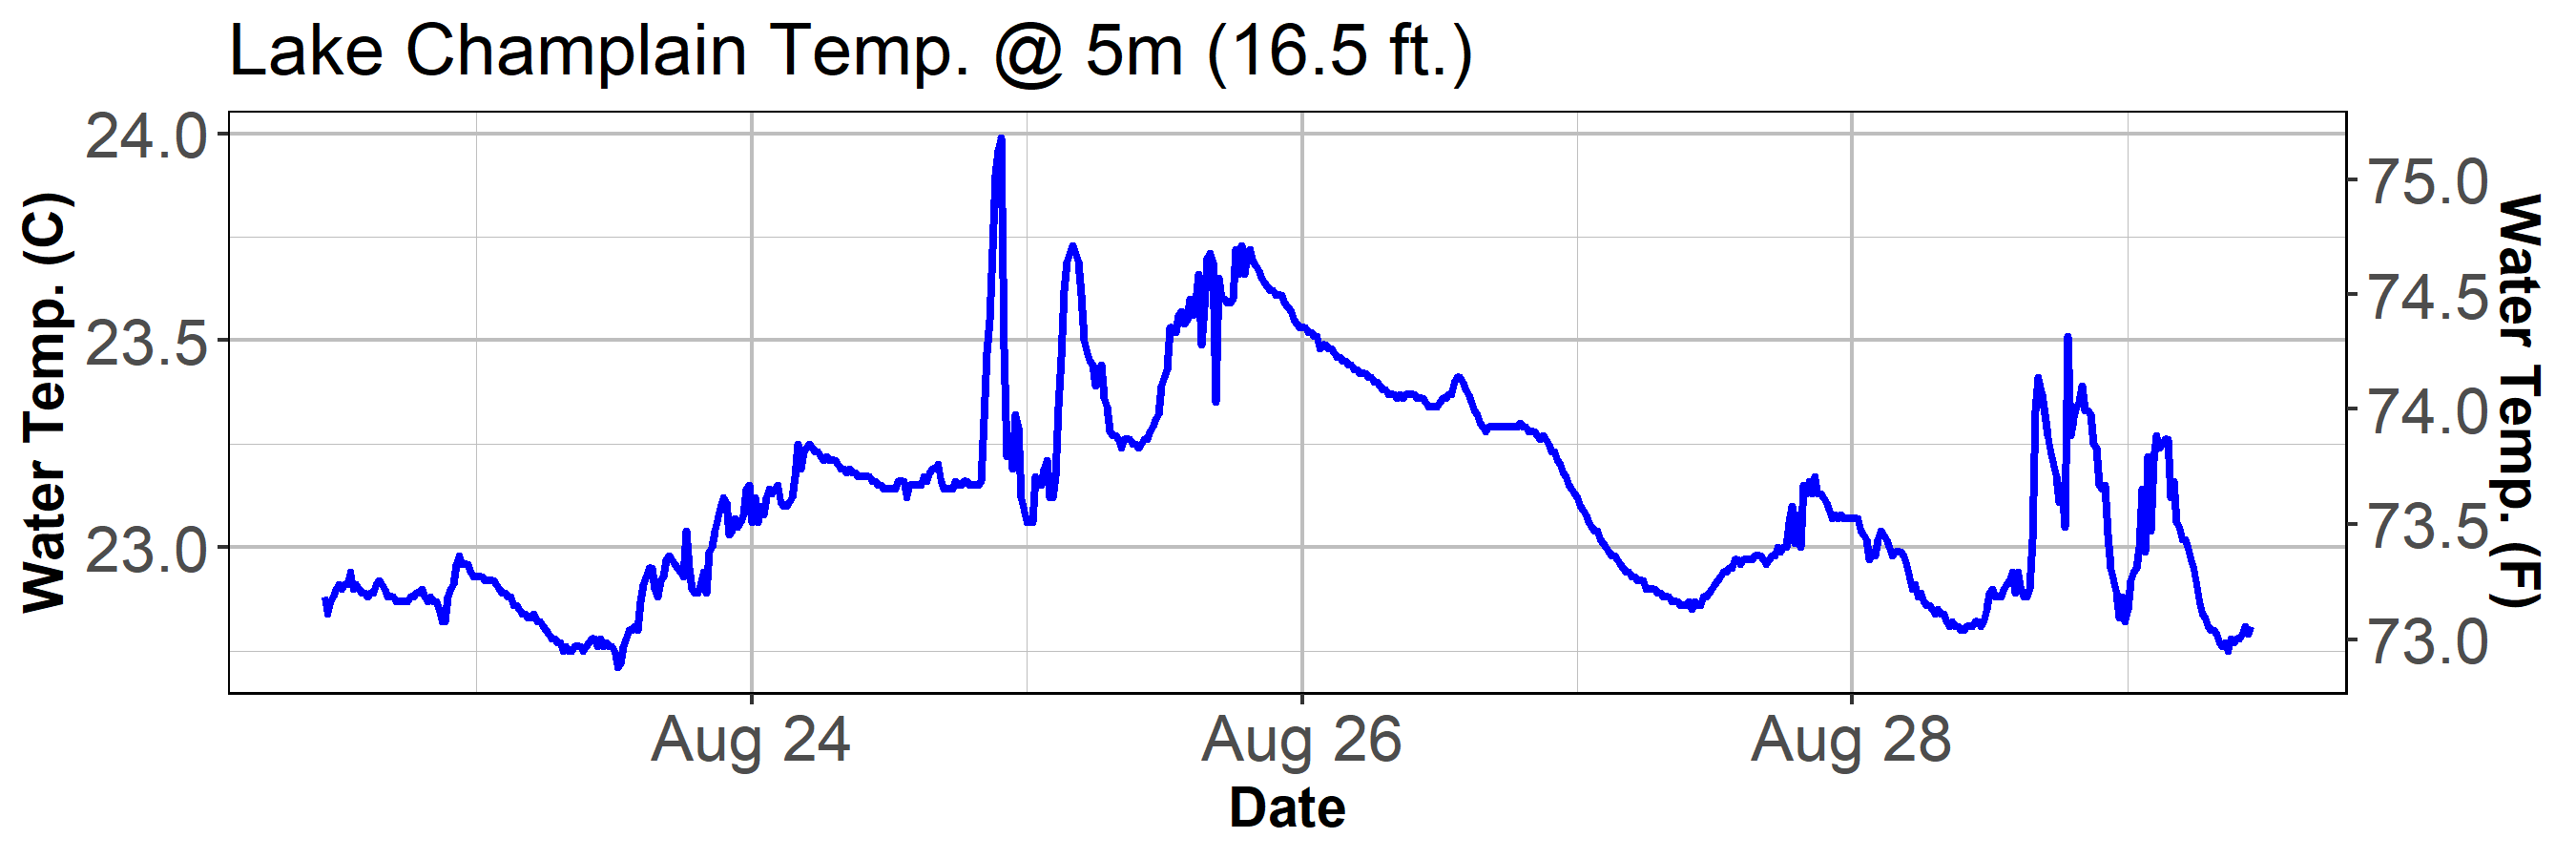 Lake Champlain Temp. @ 5m (16.5 ft.)
Water Temp. (C)
24.0
23.5
23.0
75.0
74.5
74.0
73.5
73.0
Water Temp. (F)
Aug 24
Aug 26
Aug 28
Date